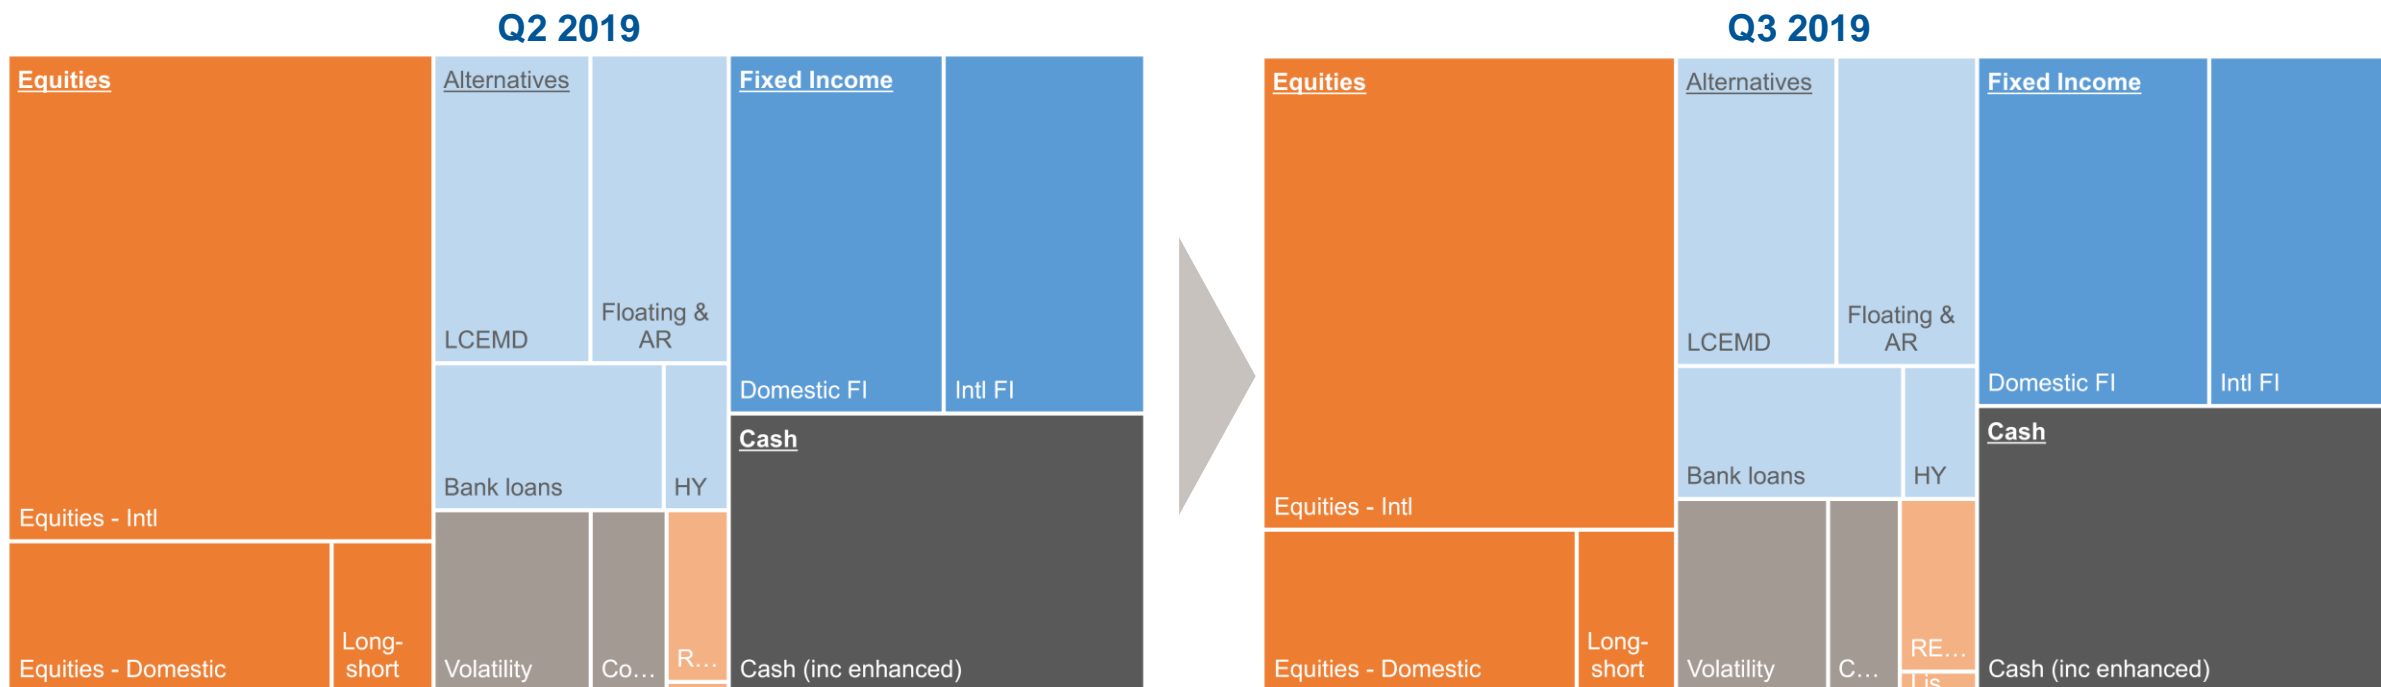 Q2 2019
Equities
Alternatives
Fixed Income
Floating &
AR
LCEMD
Domestic FI
Intl FI
Cash
Bank loans
HY
Equities - Intl
Long-
short
Equities - Domestic
Volatility
Co...
R...
Cash (inc enhanced)
Q3 2019
Equities
Alternatives
Fixed Income
Floating &
AR
LCEMD
Domestic FI
Intl FI
Cash
Bank loans
HY
Equities - Intl
Long-
short
Equities - Domestic
Volatility
C...
RE...
Lis
Cash (inc enhanced)